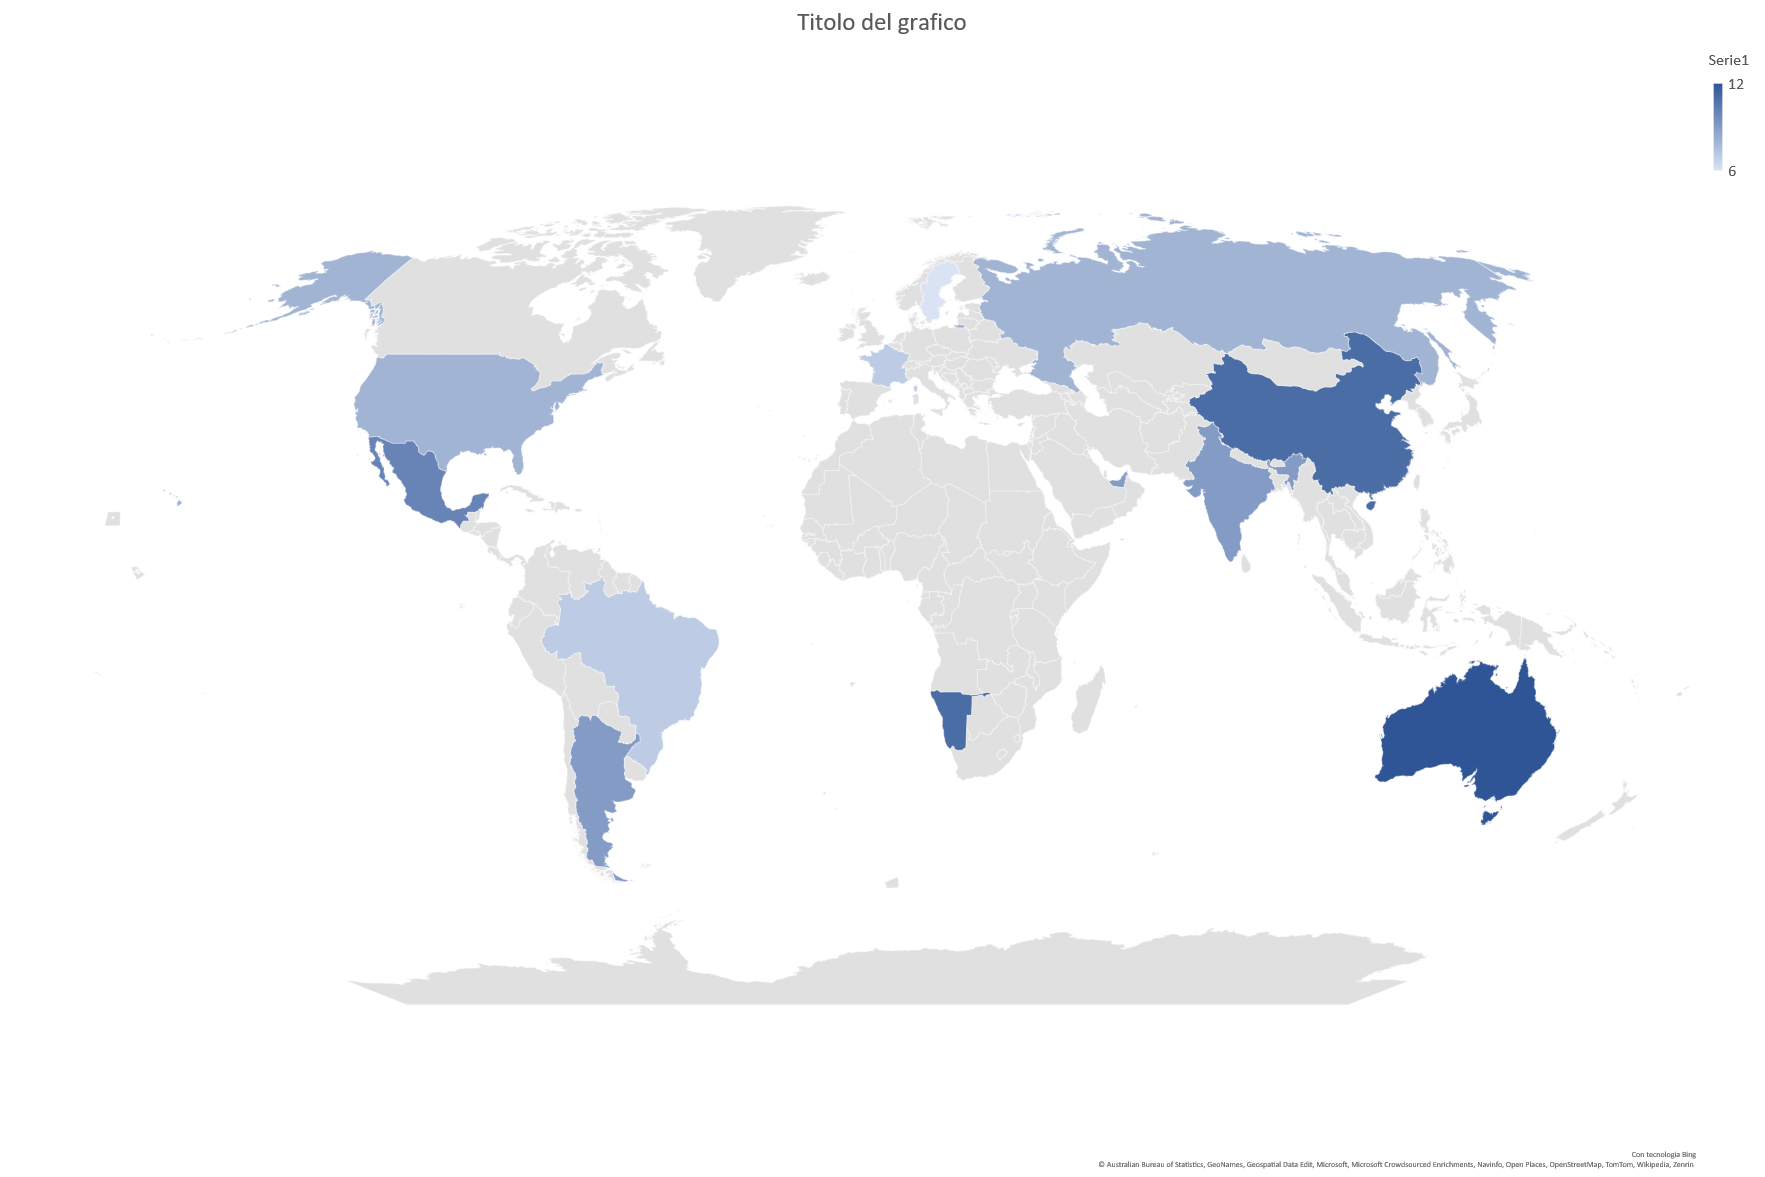 Titolo del grafico
Serie1
12
6
Con tecnologia Bing
© Australian Bureau of Statistics, GeoNames, Geospatial Data Edit, Microsoft, Microsoft Crowdsourced Enrichments, Navinfo, Open Places, OpenStreetMap, TomTom, Wikipedia, Zenrin